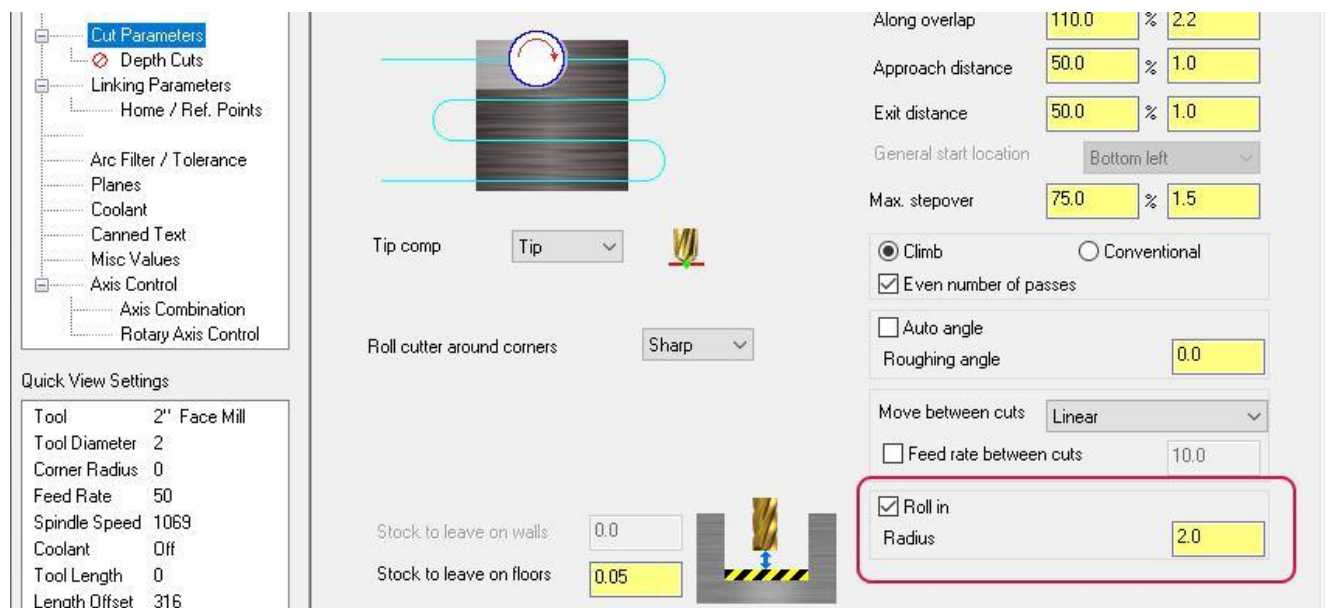 Cut Parameters
Depth Cuts
Linking Parameters
Home / Ref. Points
Arc Filter / Tolerance
Planes
Coolant
Canned Text
Misc Values
Axis Control
Axis Combination
Rotary Axis Control
Quick View Settings
Tool 2" Face Mill
Tool Diameter 2
Corner Radius 0
Feed Rate 50
Spindle Speed 1069
Coolant Off
Tool Length 0
Length Offset 316
Tip comp Tip
Roll cutter around corners Sharp
Stock to leave on walls 0.0
Stock to leave on floors 0.05
Along overlap 110.0 % 2.2
Approach distance 50.0 % 1.0
Exit distance 50.0 % 1.0
General start location Bottom left
Max. stepover 75.0 % 1.5
Climb Conventional
Even number of passes
Auto angle
Roughing angle 0.0
Move between cuts Linear
Feed rate between cuts 10.0
Roll in
Radius 2.0